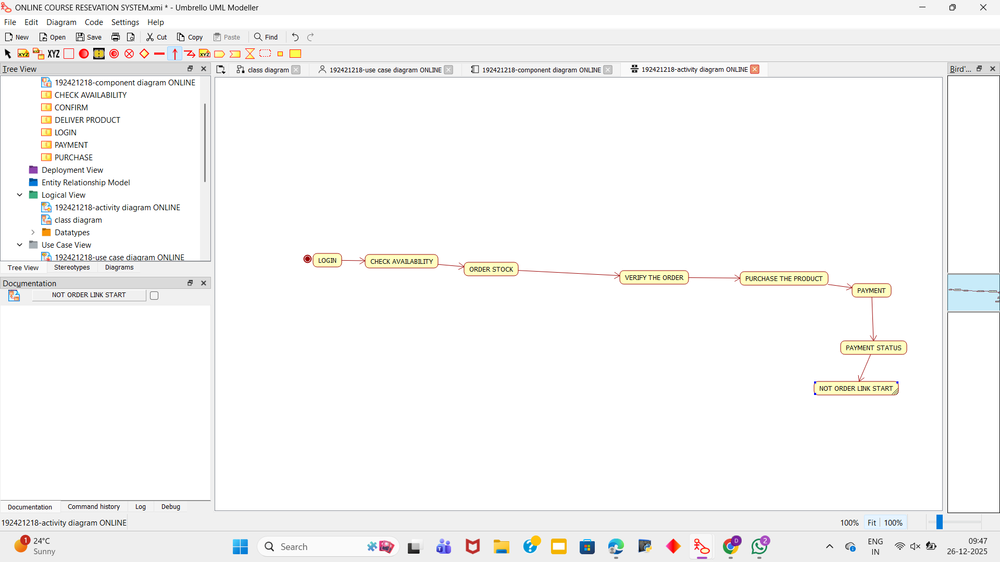 ONLINE COURSE RESEVATION SYSTEM.xmi * - Umbrello UML Modeller
File Edit Diagram Code Settings Help
New Open Save Cut Copy Paste Find
XYZ XYZ XYZ XYZ
Tree View
class diagram 192421218-use case diagram ONLINE 192421218-component diagram ONLINE 192421218-activity diagram ONLINE
Bird'...
192421218-component diagram ONLINE
CHECK AVAILABILITY
CONFIRM
DELIVER PRODUCT
LOGIN
PAYMENT
PURCHASE
Deployment View
Entity Relationship Model
Logical View
192421218-activity diagram ONLINE
class diagram
Datatypes
Use Case View
192421218-use case diagram ONLINE
Tree View Stereotypes Diagrams
Documentation
NOT ORDER LINK START
LOGIN
CHECK AVAILABILITY
ORDER STOCK
VERIFY THE ORDER
PURCHASE THE PRODUCT
PAYMENT
PAYMENT STATUS
NOT ORDER LINK START
Documentation Command history Log Debug
192421218-activity diagram ONLINE
100% Fit 100%
1
24°C
Sunny
Search
D
2
ENG
IN
09:47
26-12-2025